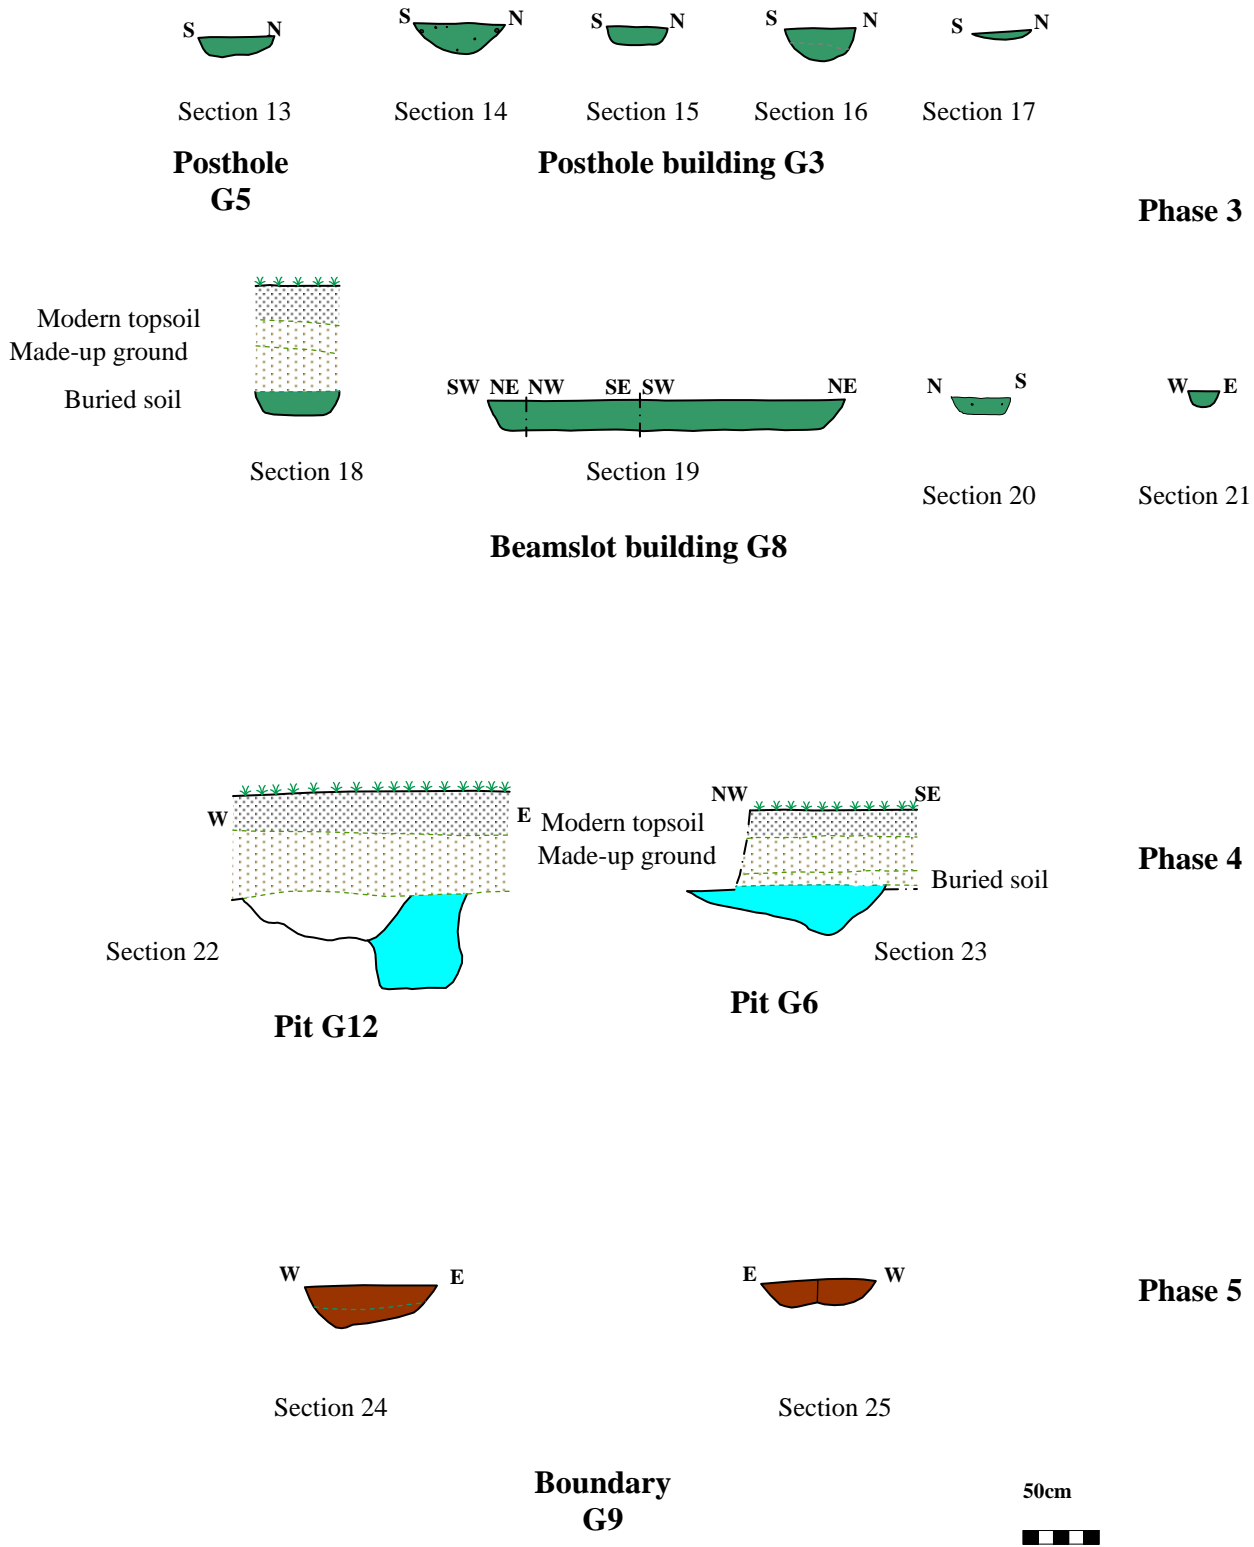 S N S N S N S N S N
Section 13 Section 14 Section 15 Section 16 Section 17
Posthole
G5
Posthole building G3
Phase 3
Modern topsoil
Made-up ground
Buried soil
SW NE NW SE SW NE
N S
W E
Section 18 Section 19
Section 20 Section 21
Beamslot building G8
W E
NW SE
Modern topsoil
Made-up ground
Buried soil
Phase 4
Section 22 Section 23
Pit G12
Pit G6
W E
E W
Phase 5
Section 24 Section 25
Boundary
G9
50cm